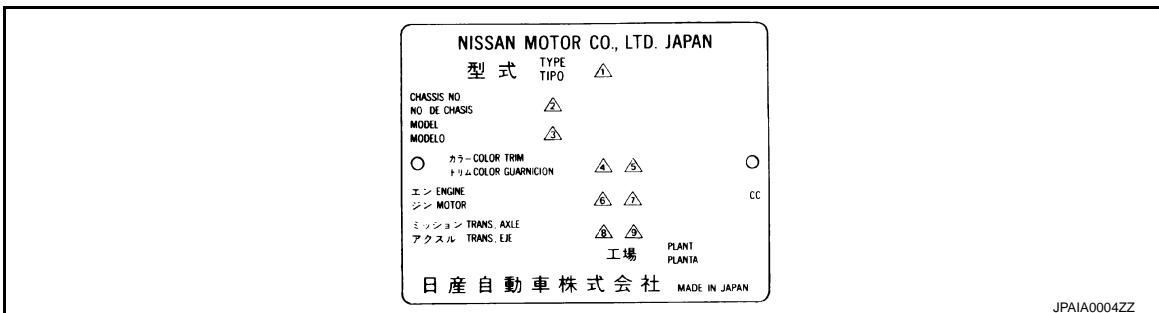 NISSAN MOTOR CO., LTD. JAPAN
型式 TYPE TIPO 1
CHASSIS NO
NO DE CHASIS 2
MODEL
MODELO 3
カラー COLOR TRIM
トリム COLOR GUARNICION 4 5
エン ENGINE
ジン MOTOR 6 7 CC
ミッション TRANS. AXLE
アクスル TRANS. EJE 8 9
工場 PLANT PLANTA
日産自動車株式会社 MADE IN JAPAN
JPAIA0004ZZ